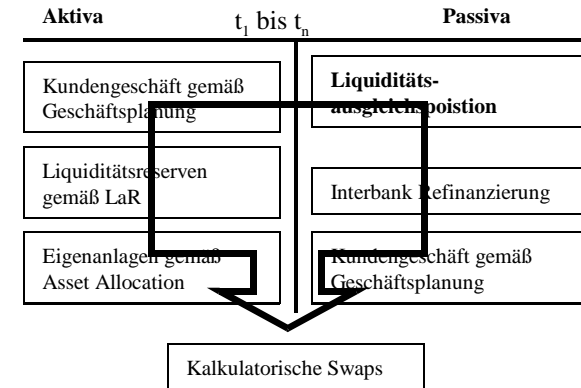 Aktiva
t1 bis tn
Passiva
Kundengeschäft gemäß
Geschäftsplanung
Liquiditätsreserven
gemäß LaR
Eigenanlagen gemäß
Asset Allocation
Liquiditäts-
ausgleichspoistion
Interbank Refinanzierung
Kundengeschäft gemäß
Geschäftsplanung
Kalkulatorische Swaps